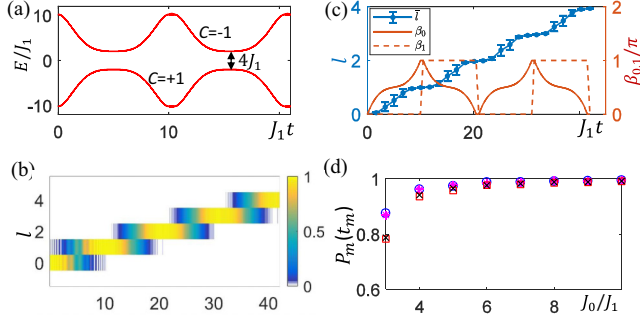 (a)
E/J₁
10
0
-10
C=-1
C=+1
4J₁
0
10
J₁t
(b)
l
4
2
0
10
20
30
40
1
0.5
0
(c)
l
4
2
0
l̄
β₀
β₁
0
20
J₁t
2
1
0
β₀,₁/π
(d)
Pₘ(tₘ)
1
0.8
0.6
4
6
8
J₀/J₁